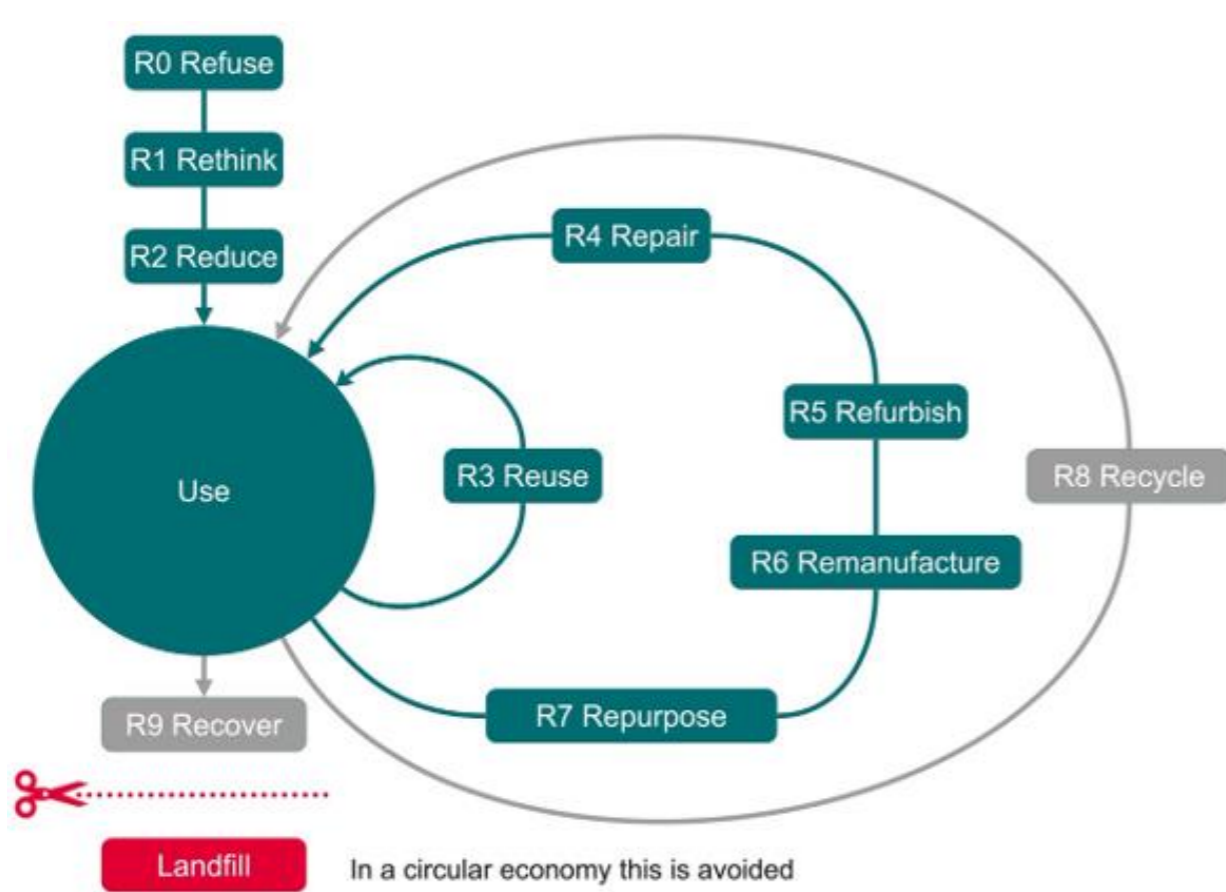 R0 Refuse
R1 Rethink
R2 Reduce
R4 Repair
R5 Refurbish
Use
R3 Reuse
R8 Recycle
R6 Remanufacture
R7 Repurpose
R9 Recover
Landfill
In a circular economy this is avoided